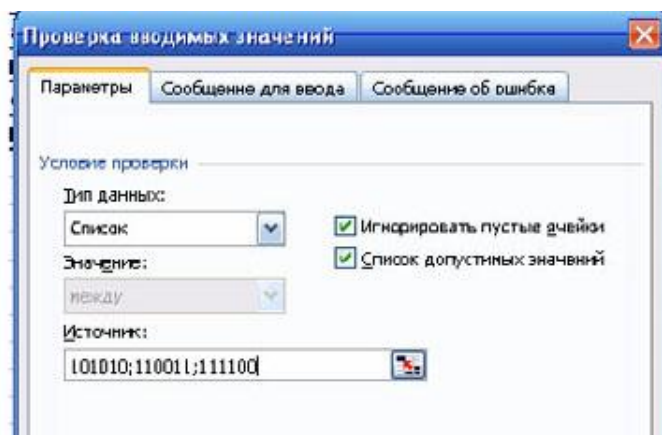 Проверка вводимых значений
Параметры Сообщение для ввода Сообщение об ошибке
Условие проверки
Тип данных:
Список
Игнорировать пустые ячейки
Значение:
Список допустимых значений
между
Источник:
101010;110011;111100